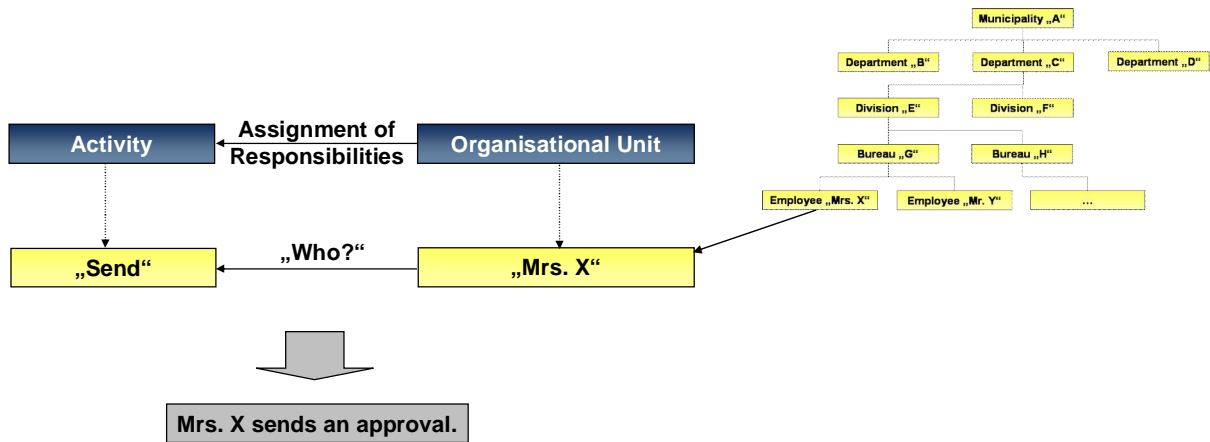 Municipality „A“
Department „B“
Department „C“
Department „D“
Division „E“
Division „F“
Bureau „G“
Bureau „H“
Employee „Mrs. X“
Employee „Mr. Y“
...
Activity
Assignment of
Responsibilities
Organisational Unit
„Send“
„Who?“
„Mrs. X“
Mrs. X sends an approval.